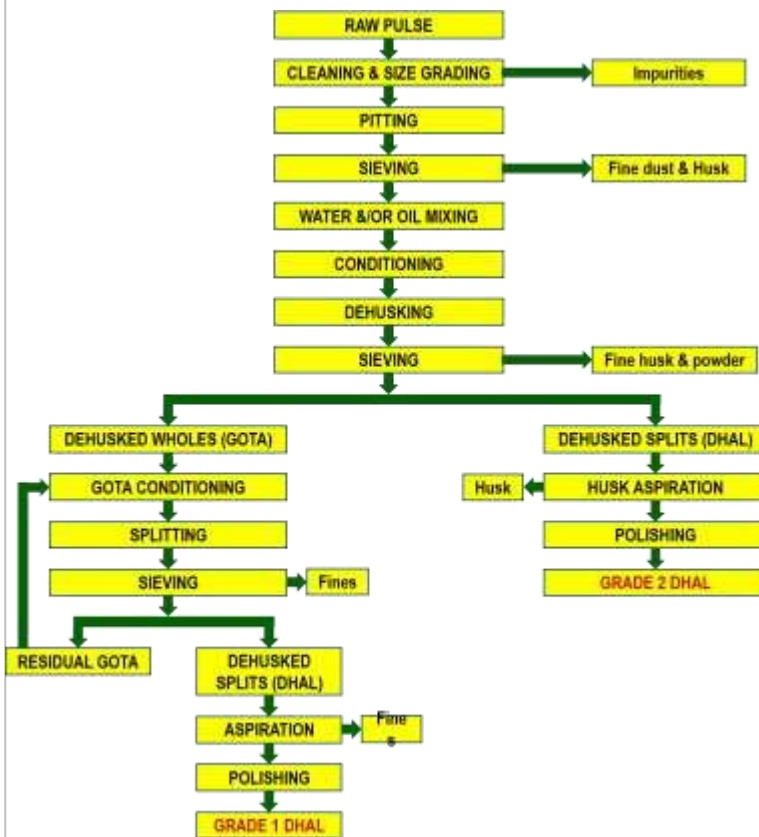 RAW PULSE
CLEANING & SIZE GRADING
Impurities
PITTING
SIEVING
Fine dust & Husk
WATER &/OR OIL MIXING
CONDITIONING
DEHUSKING
SIEVING
Fine husk & powder
DEHUSKED WHOLES (GOTA)
DEHUSKED SPLITS (DHAL)
GOTA CONDITIONING
Husk
HUSK ASPIRATION
SPLITTING
POLISHING
SIEVING
Fines
GRADE 2 DHAL
RESIDUAL GOTA
DEHUSKED
SPLITS (DHAL)
ASPIRATION
Fine
s
POLISHING
GRADE 1 DHAL